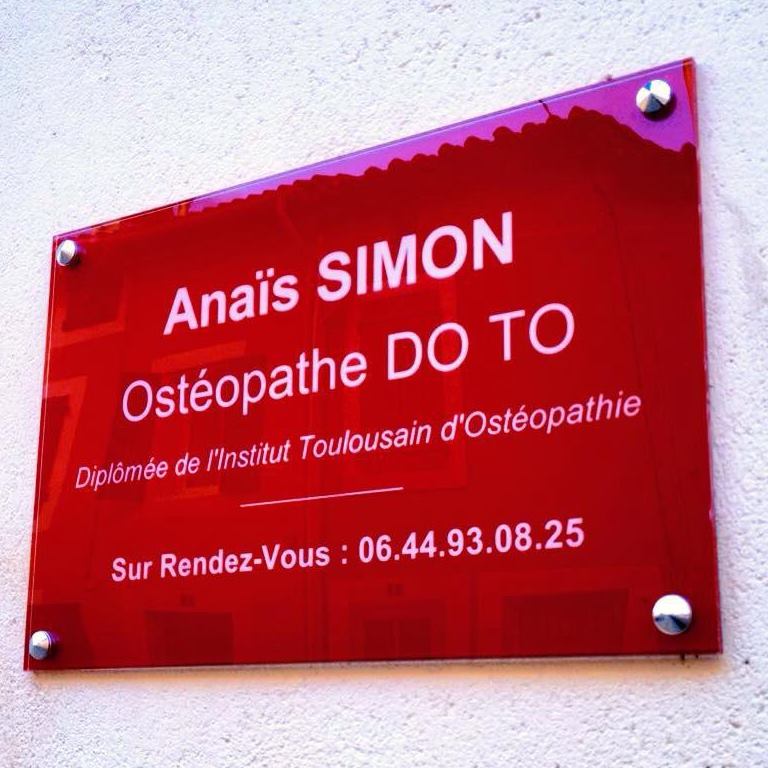 Anaïs SIMON
Ostéopathe DO TO
Diplômée de l'Institut Toulousain d'Ostéopathie
Sur Rendez-Vous : 06.44.93.08.25